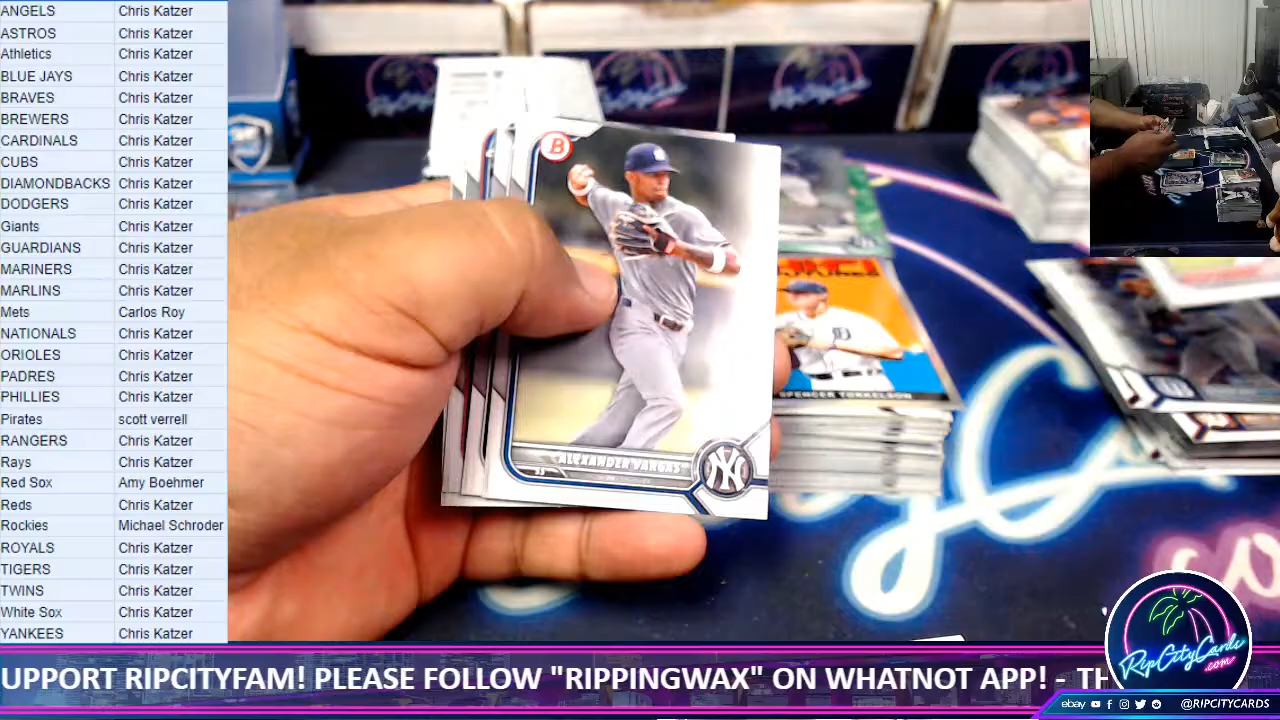 ANGELS Chris Katzer
ASTROS Chris Katzer
Athletics Chris Katzer
BLUE JAYS Chris Katzer
BRAVES Chris Katzer
BREWERS Chris Katzer
CARDINALS Chris Katzer
CUBS Chris Katzer
DIAMONDBACKS Chris Katzer
DODGERS Chris Katzer
Giants Chris Katzer
GUARDIANS Chris Katzer
MARINERS Chris Katzer
MARLINS Chris Katzer
Mets Carlos Roy
NATIONALS Chris Katzer
ORIOLES Chris Katzer
PADRES Chris Katzer
PHILLIES Chris Katzer
Pirates scott verrell
RANGERS Chris Katzer
Rays Chris Katzer
Red Sox Amy Boehmer
Reds Chris Katzer
Rockies Michael Schroder
ROYALS Chris Katzer
TIGERS Chris Katzer
TWINS Chris Katzer
White Sox Chris Katzer
YANKEES Chris Katzer
B
ALEXANDER VARGAS
SS
NY
SPENCER TORKELSON
RipCityCards
.com
UPPORT RIPCITYFAM! PLEASE FOLLOW "RIPPINGWAX" ON WHATNOT APP! - TH
ebay @RIPCITYCARDS